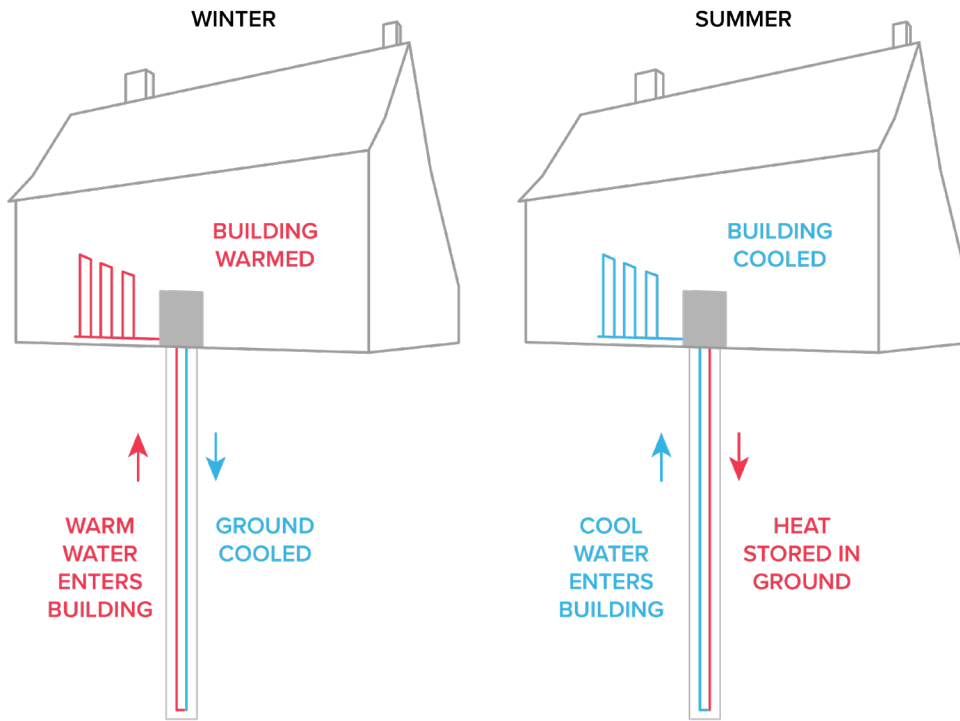 WINTER
BUILDING
WARMED
WARM
WATER
ENTERS
BUILDING
GROUND
COOLED
SUMMER
BUILDING
COOLED
COOL
WATER
ENTERS
BUILDING
HEAT
STORED IN
GROUND